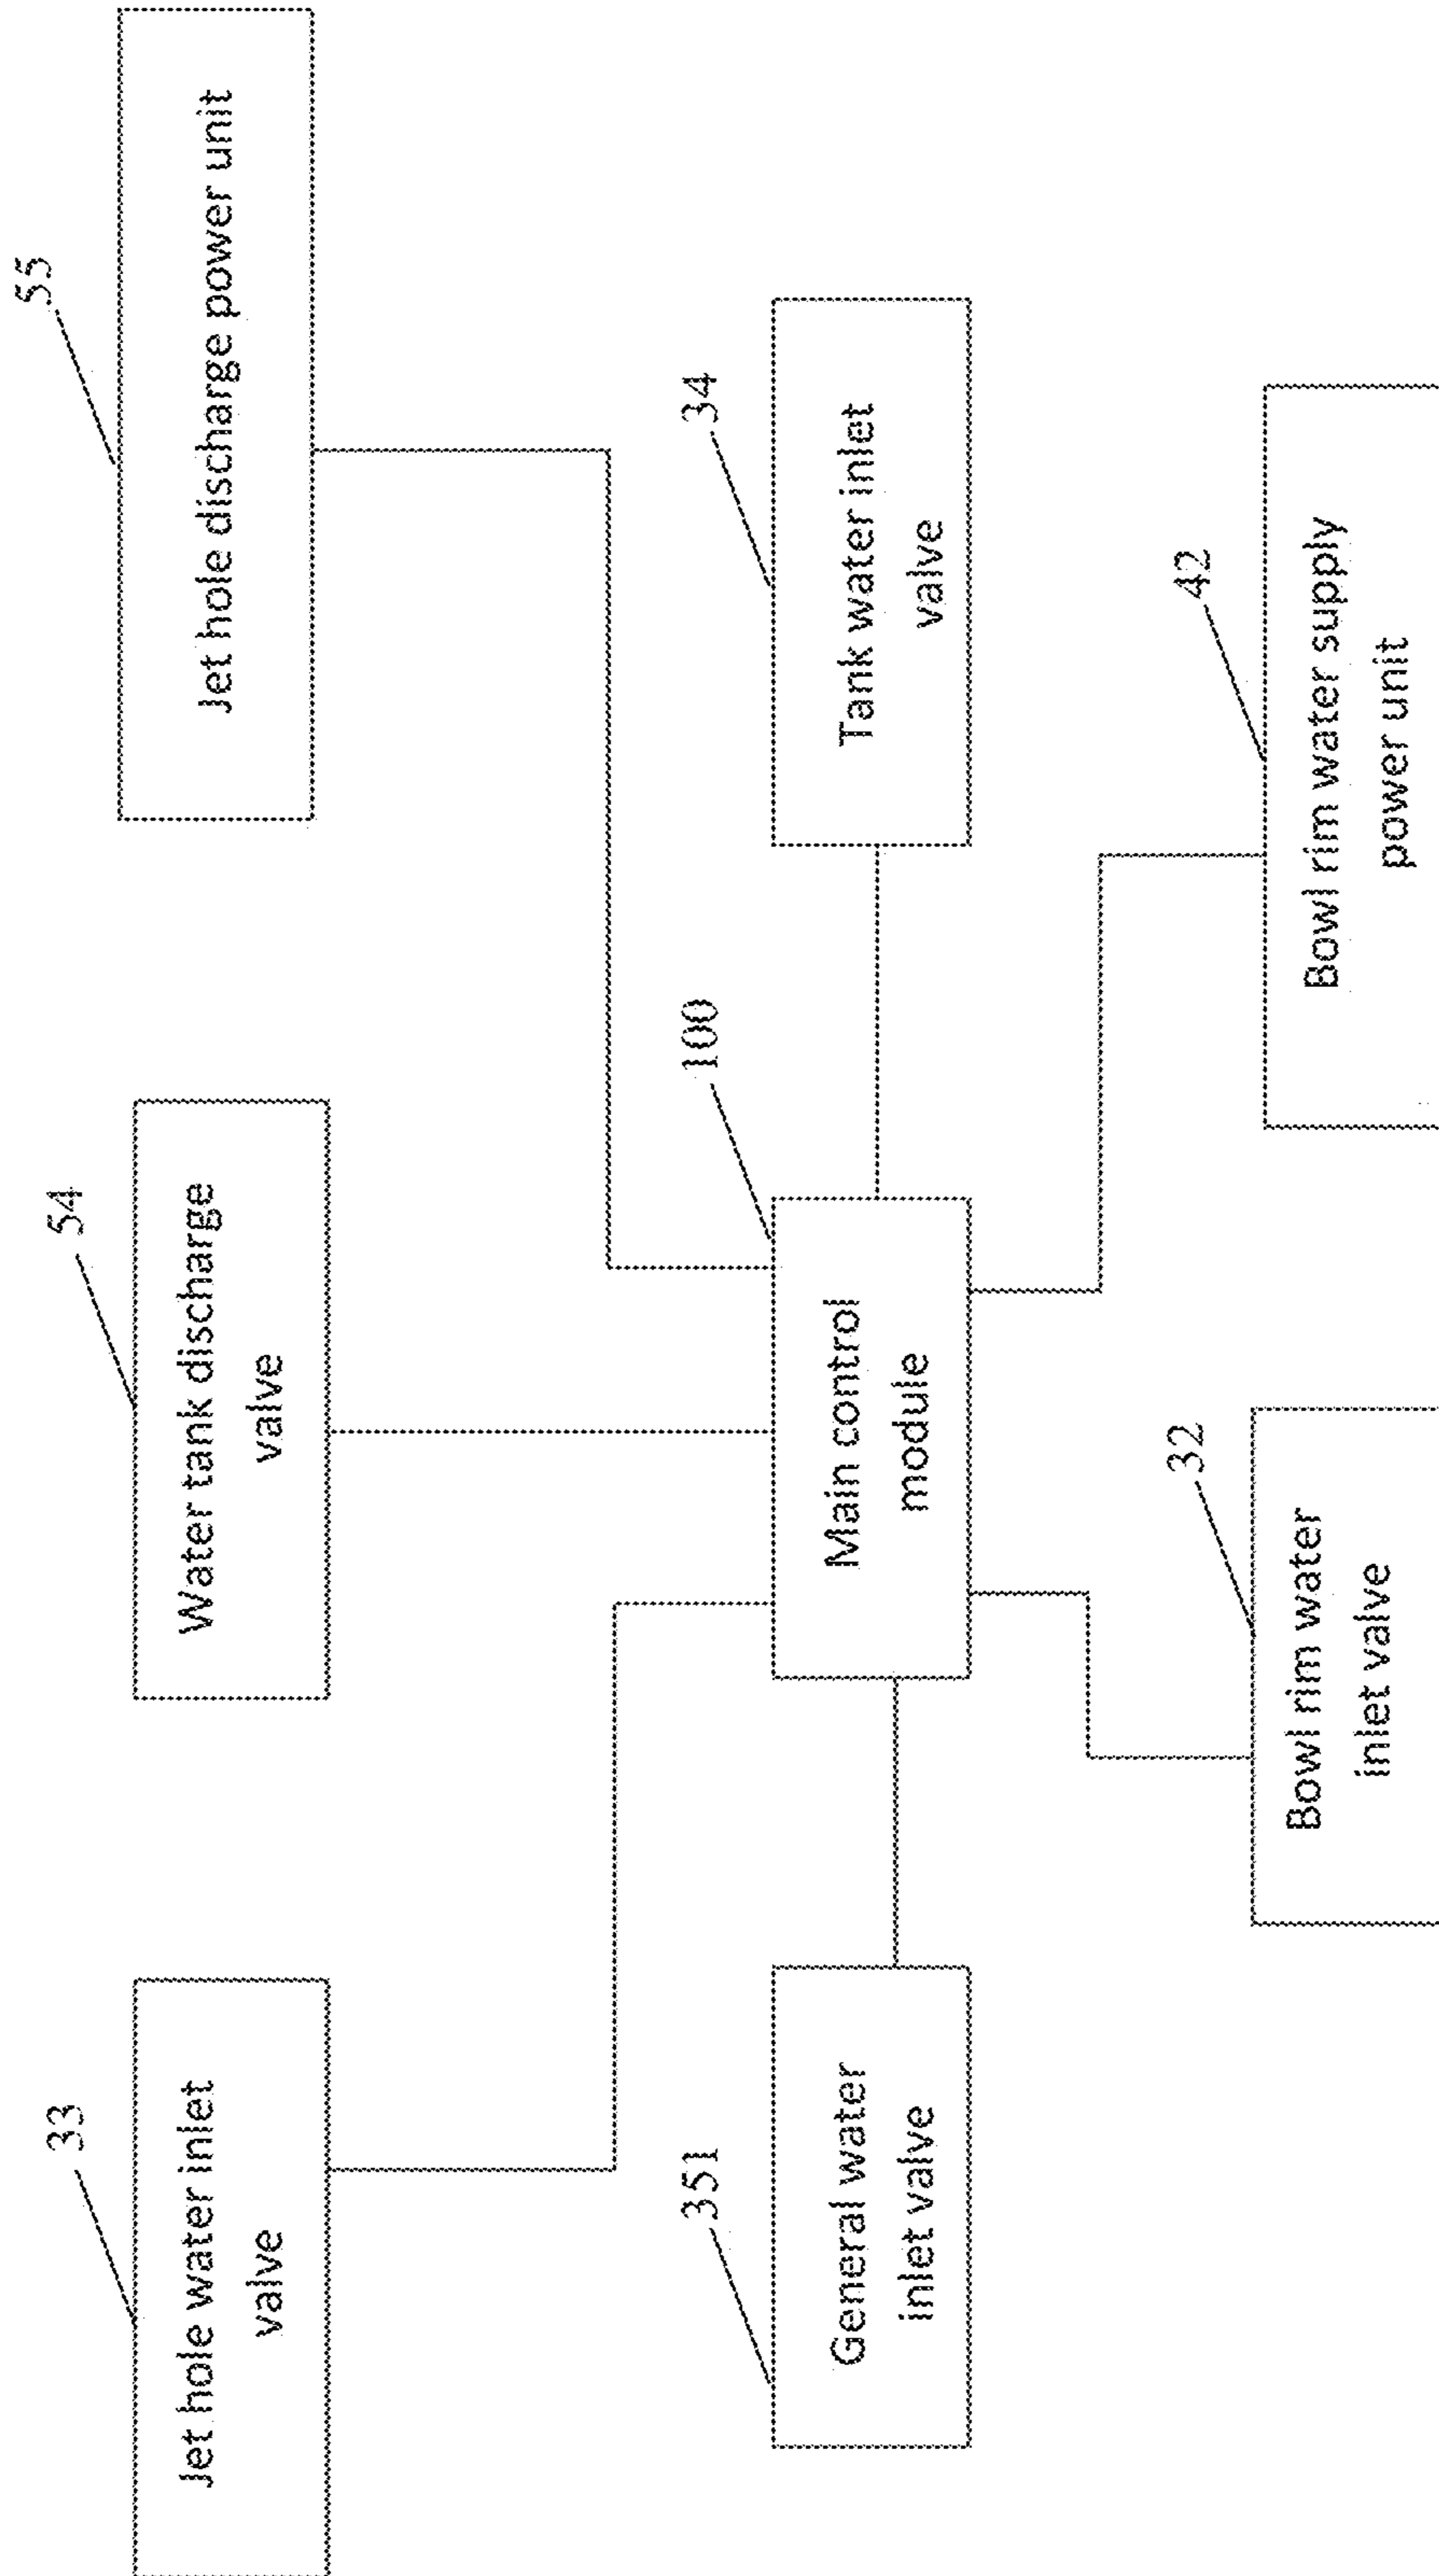 33
Jet hole water inlet
valve
54
Water tank discharge
valve
55
Jet hole discharge power unit
351
General water
inlet valve
100
Main control
module
34
Tank water inlet
valve
32
Bowl rim water
inlet valve
42
Bowl rim water supply
power unit